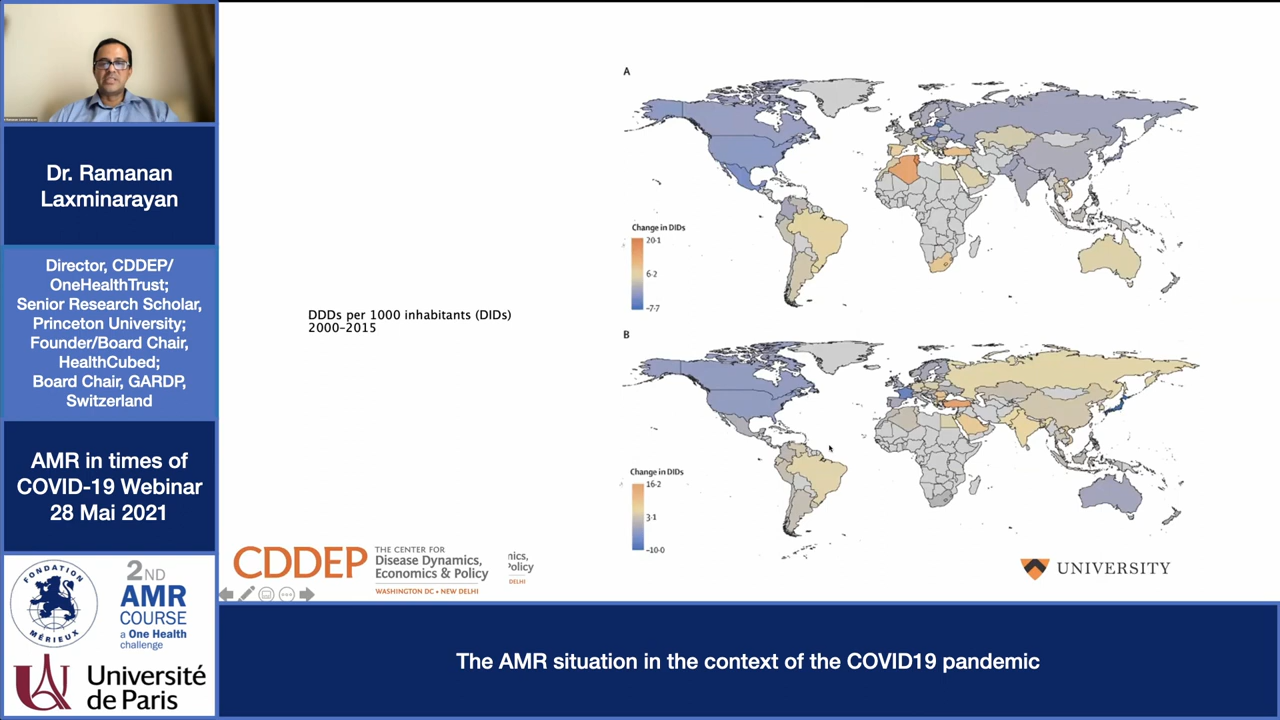 Dr. Ramanan
Laxminarayan
Director, CDDEP/
OneHealthTrust;
Senior Research Scholar,
Princeton University;
Founder/Board Chair,
HealthCubed;
Board Chair, GARDP,
Switzerland
AMR in times of
COVID-19 Webinar
28 Mai 2021
FONDATION
MÉRIEUX
2ND
AMR
COURSE
a One Health
challenge
Université
de Paris
DDDs per 1000 inhabitants (DIDs)
2000–2015
A
Change in DIDs
20·1
6·2
–7·7
B
Change in DIDs
16·2
3·1
–10·0
CDDEP
THE CENTER FOR
Disease Dynamics,
Economics & Policy
WASHINGTON DC • NEW DELHI
nics,
Policy
DELHI
UNIVERSITY
The AMR situation in the context of the COVID19 pandemic